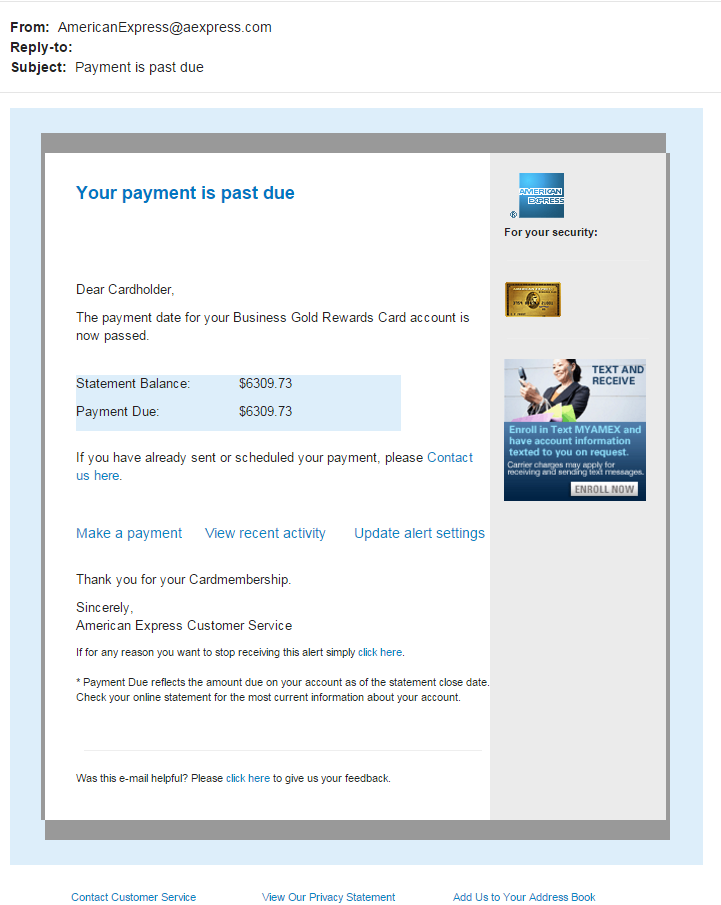 From: AmericanExpress@aexpress.com
Reply-to:
Subject: Payment is past due
Your payment is past due
AMERICAN
EXPRESS
®
For your security:
Dear Cardholder,
The payment date for your Business Gold Rewards Card account is
now passed.
AMERICAN EXPRESS
Statement Balance: $6309.73
Payment Due: $6309.73
TEXT AND
RECEIVE
Enroll in Text MYAMEX and
have account information
texted to you on request.
Carrier charges may apply for
receiving and sending text messages.
ENROLL NOW
If you have already sent or scheduled your payment, please Contact
us here.
Make a payment View recent activity Update alert settings
Thank you for your Cardmembership.
Sincerely,
American Express Customer Service
If for any reason you want to stop receiving this alert simply click here.
* Payment Due reflects the amount due on your account as of the statement close date.
Check your online statement for the most current information about your account.
Was this e-mail helpful? Please click here to give us your feedback.
Contact Customer Service View Our Privacy Statement Add Us to Your Address Book